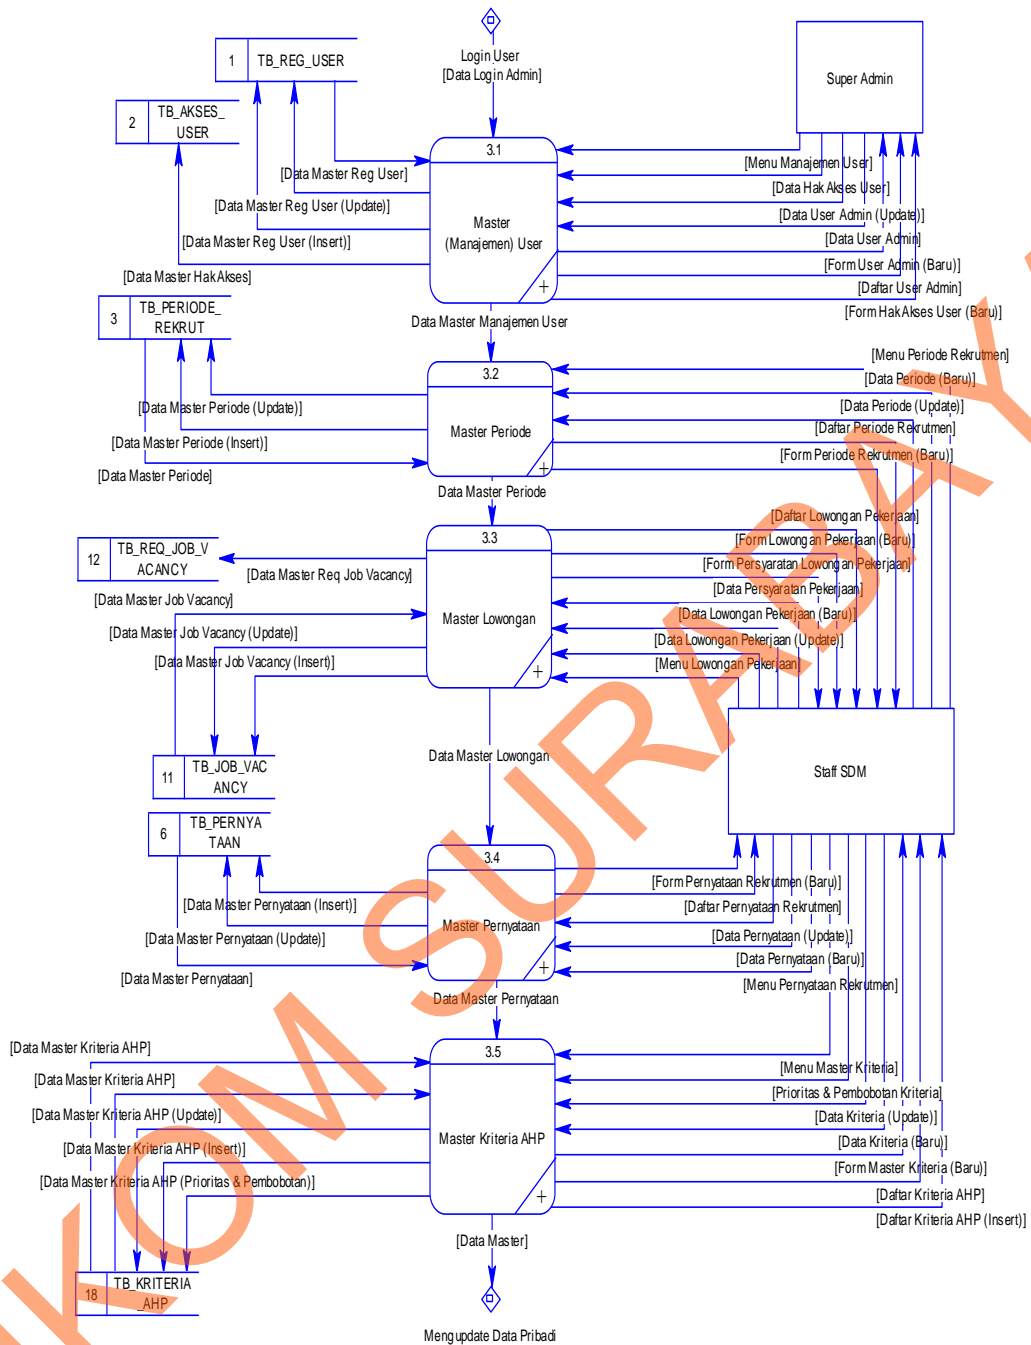 Login User
[Data Login Admin]
1
TB_REG_USER
2
TB_AKSES_
USER
Super Admin
3.1
Master
(Manajemen) User
[Data Master Reg User]
[Data Master Reg User (Update)]
[Data Master Reg User (Insert)]
[Data Master Hak Akses]
[Menu Manajemen User]
[Data Hak Akses User]
[Data User Admin (Update)]
[Data User Admin]
[Form User Admin (Baru)]
[Daftar User Admin]
[Form Hak Akses User (Baru)]
Data Master Manajemen User
3
TB_PERIODE_
REKRUT
3.2
Master Periode
[Data Master Periode (Update)]
[Data Master Periode (Insert)]
[Data Master Periode]
[Menu Periode Rekrutmen]
[Data Periode (Baru)]
[Data Periode (Update)]
[Daftar Periode Rekrutmen]
[Form Periode Rekrutmen (Baru)]
Data Master Periode
12
TB_REQ_JOB_V
ACANCY
3.3
Master Lowongan
[Data Master Req Job Vacancy]
[Data Master Job Vacancy]
[Data Master Job Vacancy (Update)]
[Data Master Job Vacancy (Insert)]
[Daftar Lowongan Pekerjaan]
[Form Lowongan Pekerjaan (Baru)]
[Form Persyaratan Lowongan Pekerjaan]
[Data Persyaratan Pekerjaan]
[Data Lowongan Pekerjaan (Baru)]
[Data Lowongan Pekerjaan (Update)]
[Menu Lowongan Pekerjaan]
11
TB_JOB_VAC
ANCY
Data Master Lowongan
Staff SDM
6
TB_PERNYA
TAAN
3.4
Master Pernyataan
[Data Master Pernyataan (Insert)]
[Data Master Pernyataan (Update)]
[Data Master Pernyataan]
[Form Pernyataan Rekrutmen (Baru)]
[Daftar Pernyataan Rekrutmen]
[Data Pernyataan (Update)]
[Data Pernyataan (Baru)]
[Menu Pernyataan Rekrutmen]
Data Master Pernyataan
3.5
Master Kriteria AHP
[Data Master Kriteria AHP]
[Data Master Kriteria AHP]
[Data Master Kriteria AHP (Update)]
[Data Master Kriteria AHP (Insert)]
[Data Master Kriteria AHP (Prioritas & Pembobotan)]
[Menu Master Kriteria]
[Prioritas & Pembobotan Kriteria]
[Data Kriteria (Update)]
[Data Kriteria (Baru)]
[Form Master Kriteria (Baru)]
[Daftar Kriteria AHP]
[Daftar Kriteria AHP (Insert)]
18
TB_KRITERIA
_AHP
[Data Master]
Mengupdate Data Pribadi
KOM SURABAY